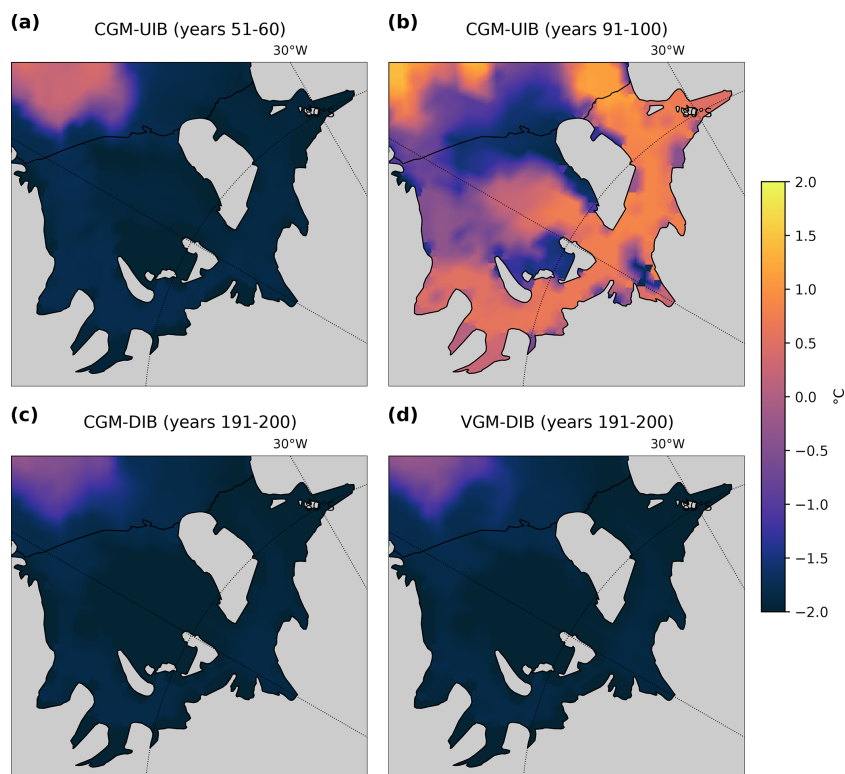 (a)
CGM-UIB (years 51-60)
30°W
(b)
CGM-UIB (years 91-100)
30°W
2.0
1.5
1.0
0.5
0.0
−0.5
−1.0
−1.5
−2.0
°C
(c)
CGM-DIB (years 191-200)
30°W
(d)
VGM-DIB (years 191-200)
30°W